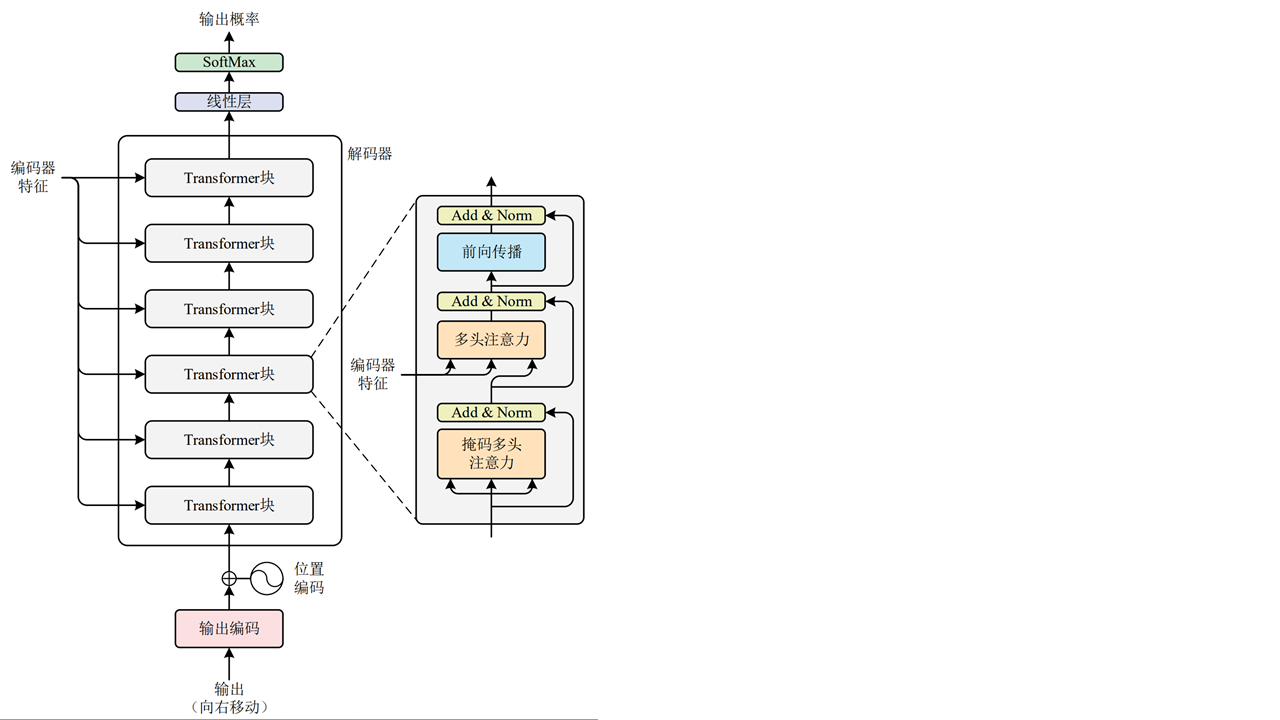 输出概率
SoftMax
线性层
解码器
编码器
特征
Transformer块
Transformer块
Transformer块
Transformer块
Transformer块
Transformer块
位置
编码
输出编码
输出
（向右移动）
Add & Norm
前向传播
Add & Norm
多头注意力
编码器
特征
Add & Norm
掩码多头
注意力